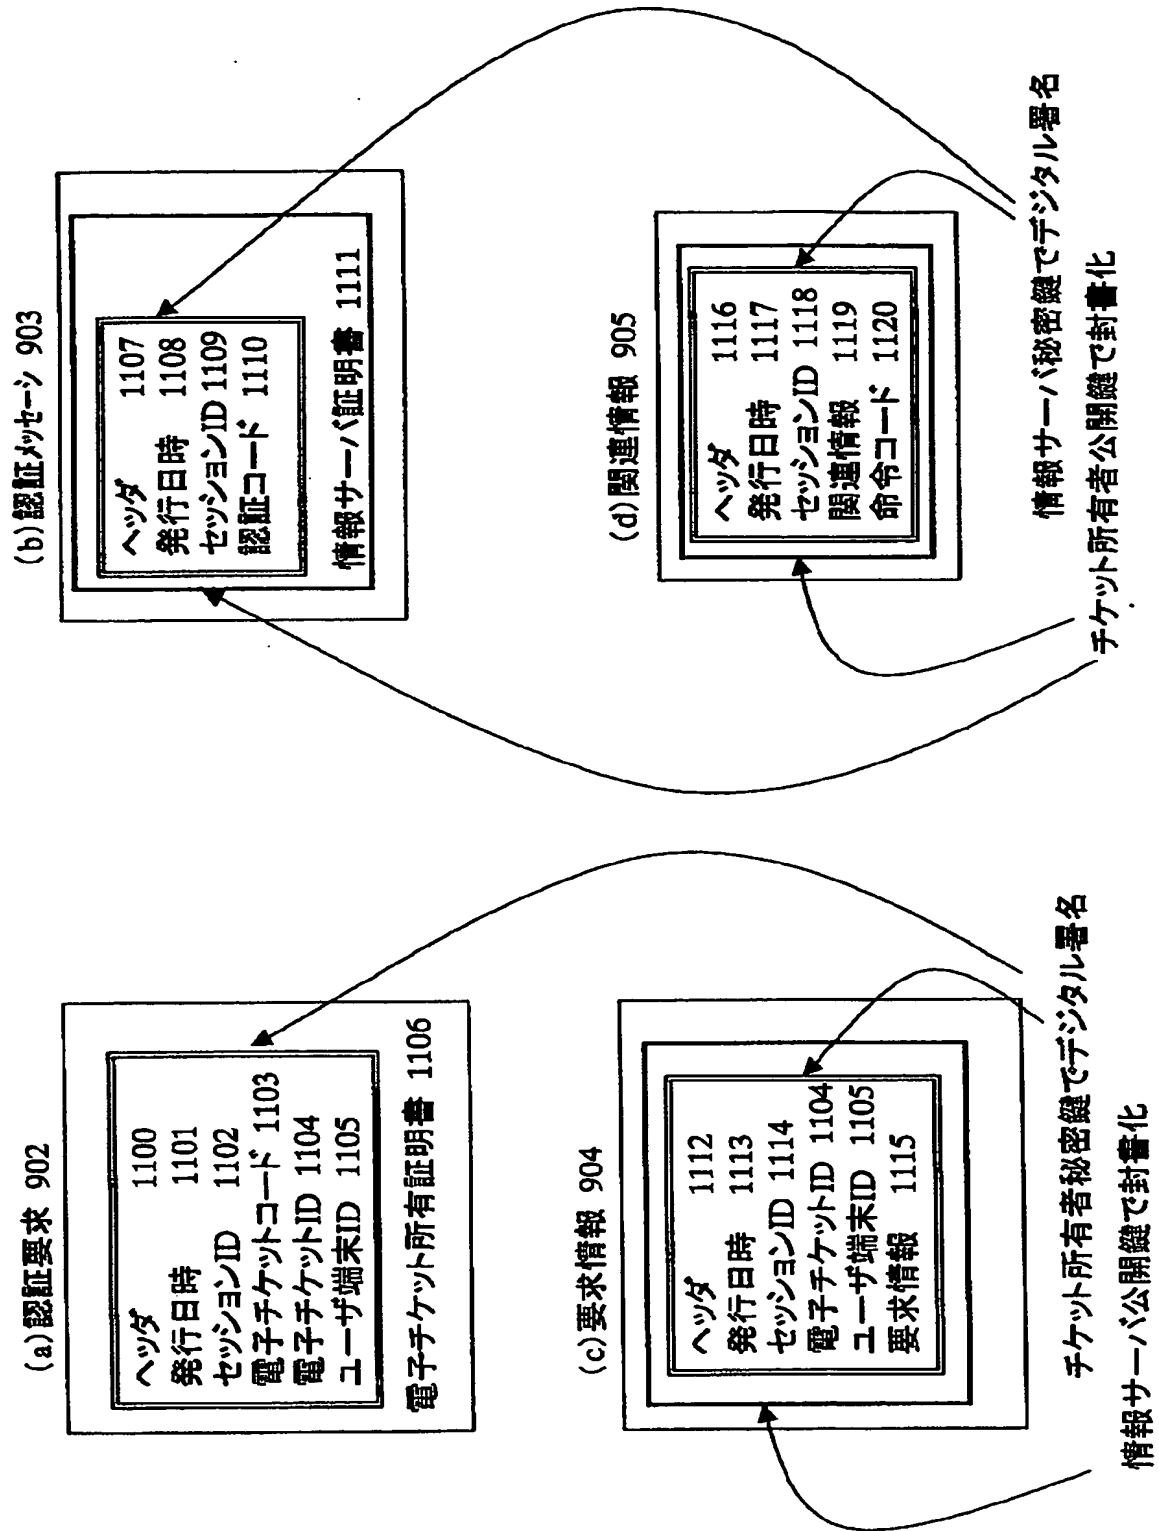 (a)認証要求 902
ヘッダ 1100
発行日時 1101
セッションID 1102
電子チケットコード 1103
電子チケットID 1104
ユーザ端末ID 1105
電子チケット所有証明書 1106
(b)認証メッセージ 903
ヘッダ 1107
発行日時 1108
セッションID 1109
認証コード 1110
情報サーバ証明書 1111
(c)要求情報 904
ヘッダ 1112
発行日時 1113
セッションID 1114
電子チケットID 1104
ユーザ端末ID 1105
要求情報 1115
(d)関連情報 905
ヘッダ 1116
発行日時 1117
セッションID 1118
関連情報 1119
命令コード 1120
チケット所有者秘密鍵でデジタル署名
情報サーバ公開鍵で封書化
情報サーバ秘密鍵でデジタル署名
チケット所有者公開鍵で封書化